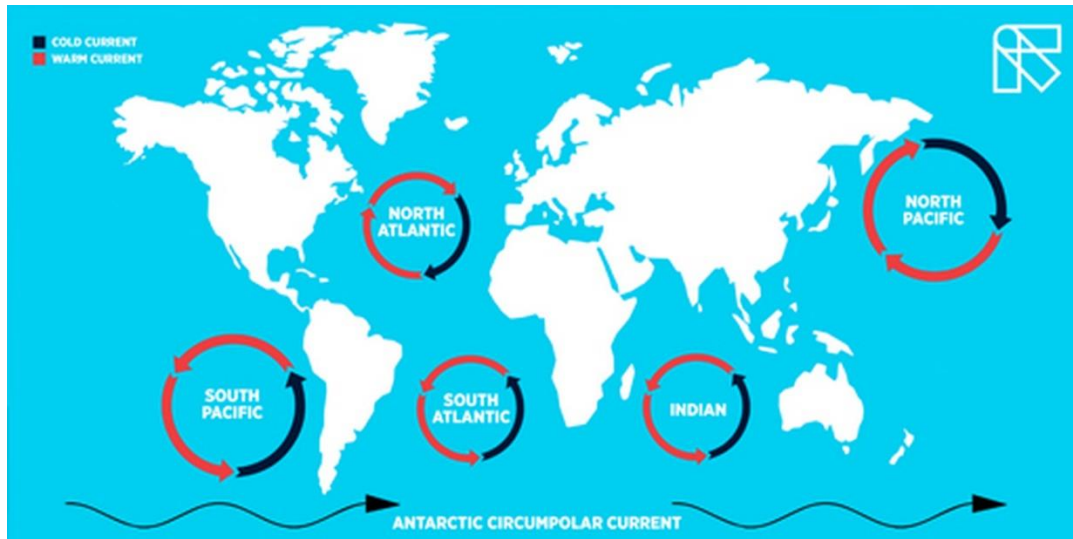 COLD CURRENT
WARM CURRENT
NORTH
ATLANTIC
NORTH
PACIFIC
SOUTH
PACIFIC
SOUTH
ATLANTIC
INDIAN
ANTARCTIC CIRCUMPOLAR CURRENT